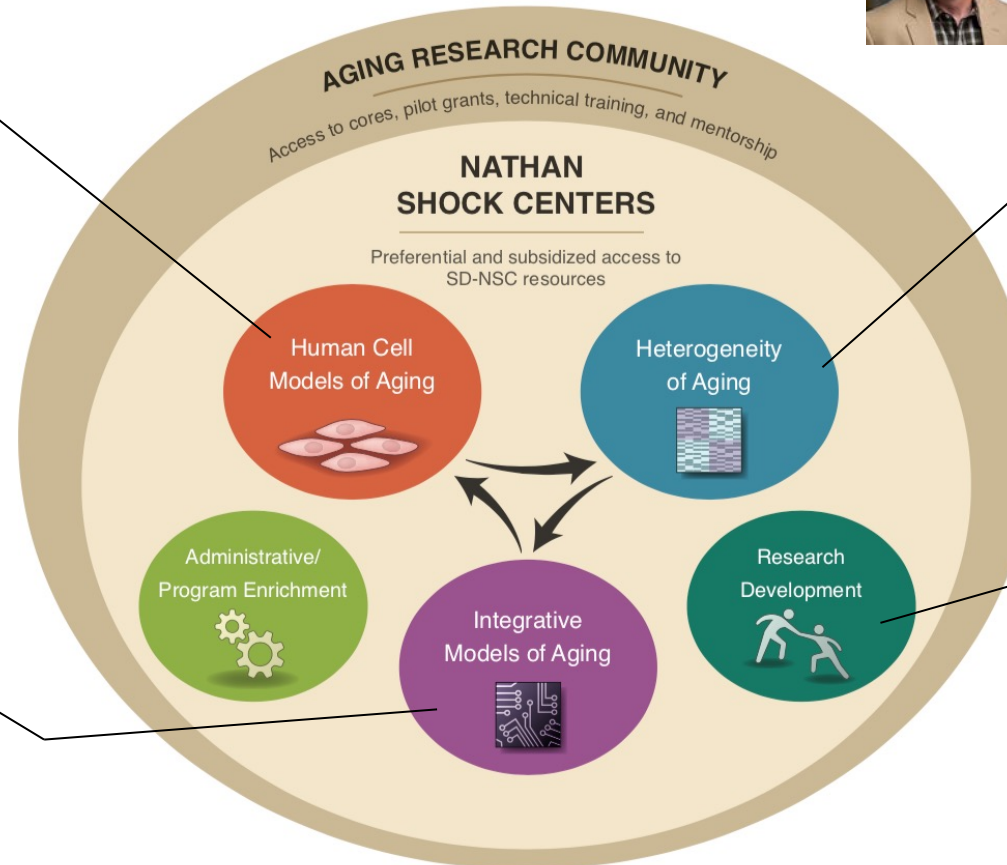 AGING RESEARCH COMMUNITY
Access to cores, pilot grants, technical training, and mentorship
NATHAN
SHOCK CENTERS
Preferential and subsidized access to
SD-NSC resources
Human Cell
Models of Aging
Heterogeneity
of Aging
Administrative/
Program Enrichment
Integrative
Models of Aging
Research
Development